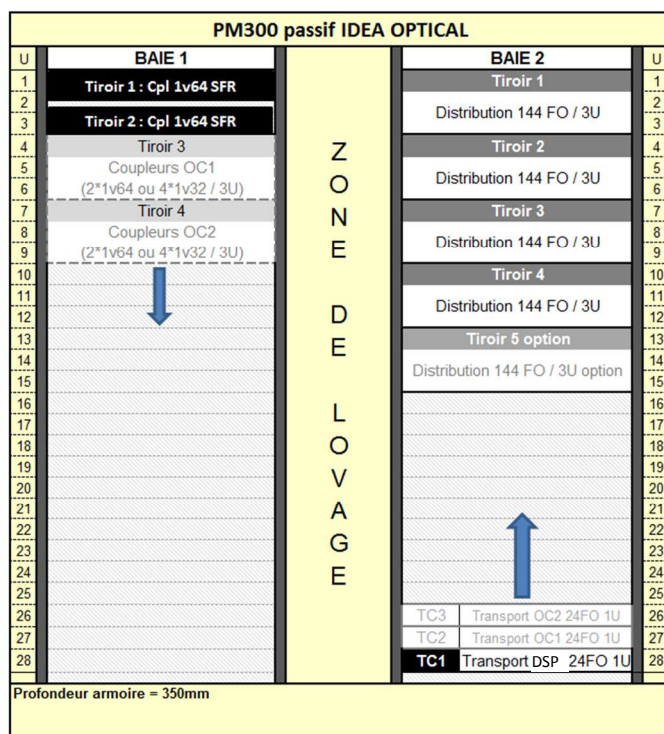 PM300 passif IDEA OPTICAL
U BAIE 1 BAIE 2 U
1 Tiroir 1 : Cpl 1v64 SFR Tiroir 1 1
2 Distribution 144 FO / 3U 2
3 Tiroir 2 : Cpl 1v64 SFR 3
4 Tiroir 3 Tiroir 2 4
5 Coupleurs OC1 Distribution 144 FO / 3U 5
6 (2*1v64 ou 4*1v32 / 3U) 6
7 Tiroir 4 Tiroir 3 7
8 Coupleurs OC2 Distribution 144 FO / 3U 8
9 (2*1v64 ou 4*1v32 / 3U) 9
10 Tiroir 4 10
11 Distribution 144 FO / 3U 11
12 12
13 Tiroir 5 option 13
14 Distribution 144 FO / 3U option 14
15 15
16 16
17 17
18 18
19 19
20 20
21 21
22 22
23 23
24 24
25 25
26 TC3 Transport OC2 24FO 1U 26
27 TC2 Transport OC1 24FO 1U 27
28 TC1 Transport DSP 24FO 1U 28
ZONE DE LOVAGE
Profondeur armoire = 350mm